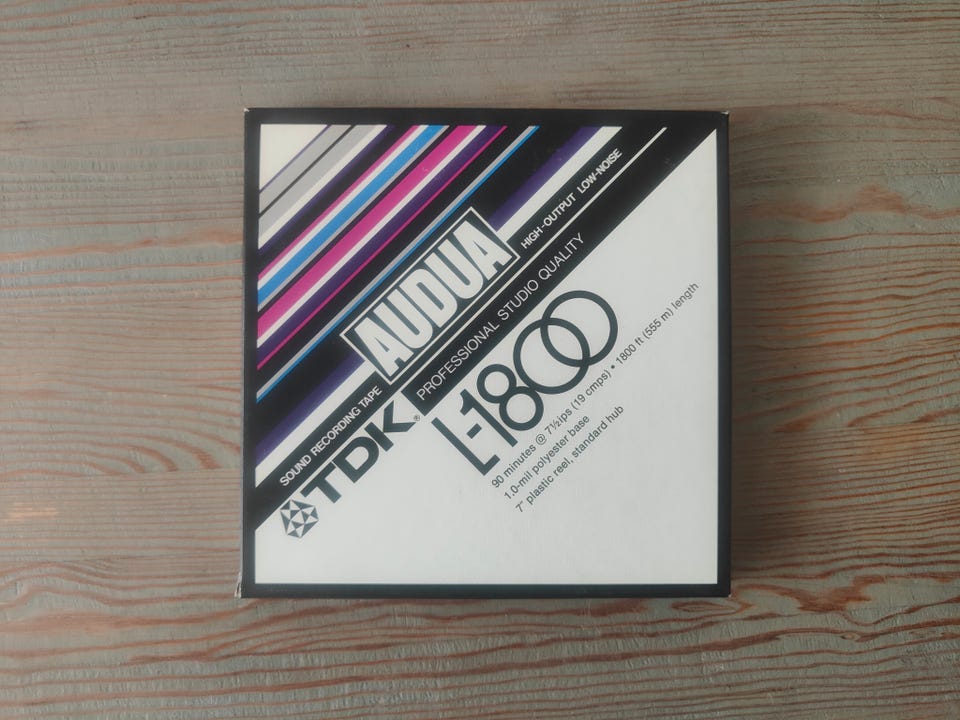 SOUND RECORDING TAPE
AUDUA
HIGH-OUTPUT LOW-NOISE
TDK®
PROFESSIONAL STUDIO QUALITY
L-1800
90 minutes @ 7½ips (19 cmps) • 1800 ft (555 m) length
1.0-mil polyester base
7" plastic reel, standard hub